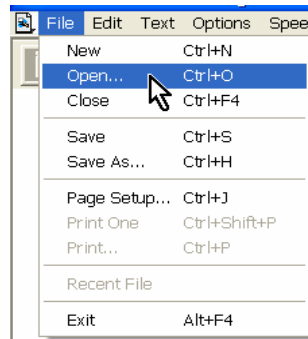 File Edit Text Options Spee
New Ctrl+N
Open... Ctrl+O
Close Ctrl+F4
Save Ctrl+S
Save As... Ctrl+H
Page Setup... Ctrl+J
Print One Ctrl+Shift+P
Print... Ctrl+P
Recent File
Exit Alt+F4